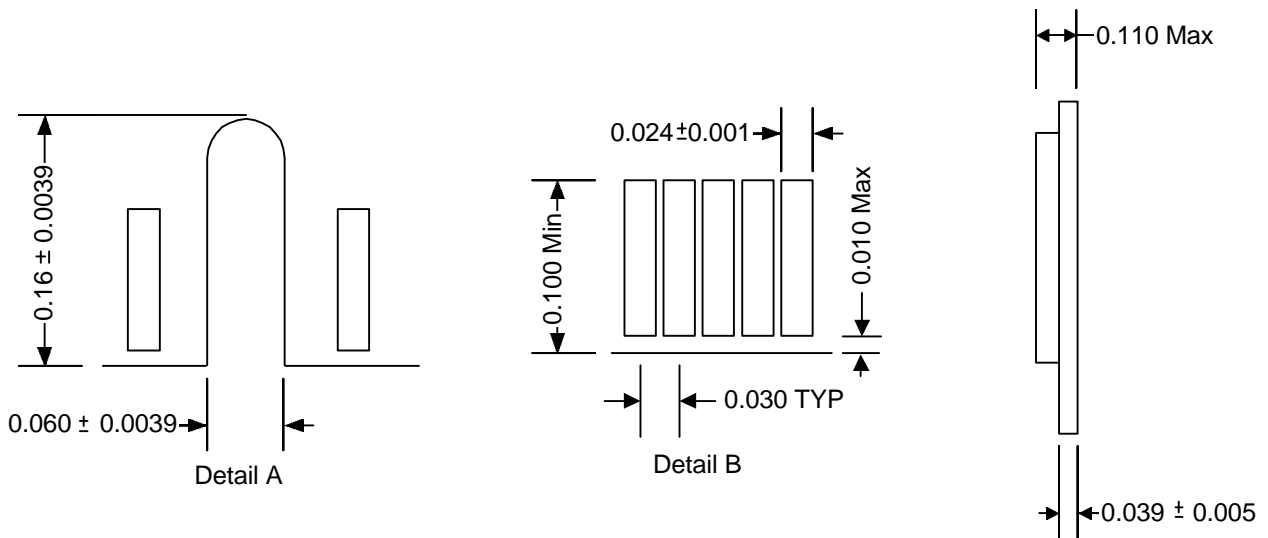 0.110 Max
0.024±0.001
0.16 ± 0.0039
0.100 Min
0.010 Max
0.030 TYP
0.060 ± 0.0039
Detail A
Detail B
0.039 ± 0.005